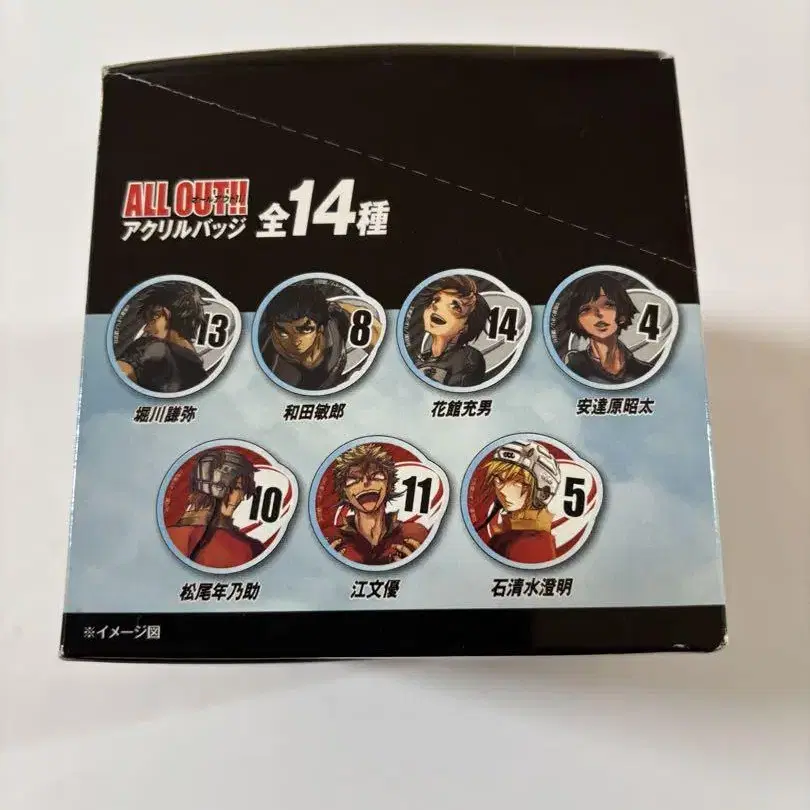 ALL OUT!!
オールアウト!!
アクリルバッジ
全14種
13
8
14
4
堀川謙弥
和田敏郎
花舘充男
安達原昭太
10
11
5
松尾年乃助
江文優
石清水澄明
※イメージ図